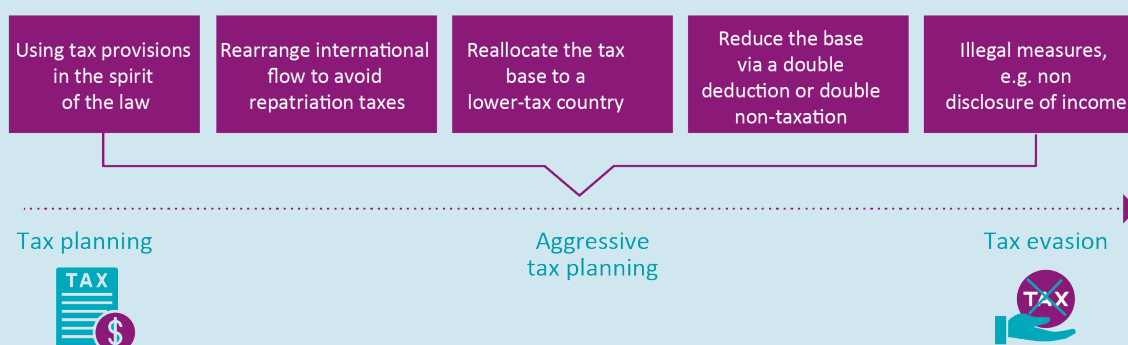 Using tax provisions
in the spirit
of the law
Rearrange international
flow to avoid
repatriation taxes
Reallocate the tax
base to a
lower-tax country
Reduce the base
via a double
deduction or double
non-taxation
Illegal measures,
e.g. non
disclosure of income
Tax planning
Aggressive
tax planning
Tax evasion
TAX
$
TAX